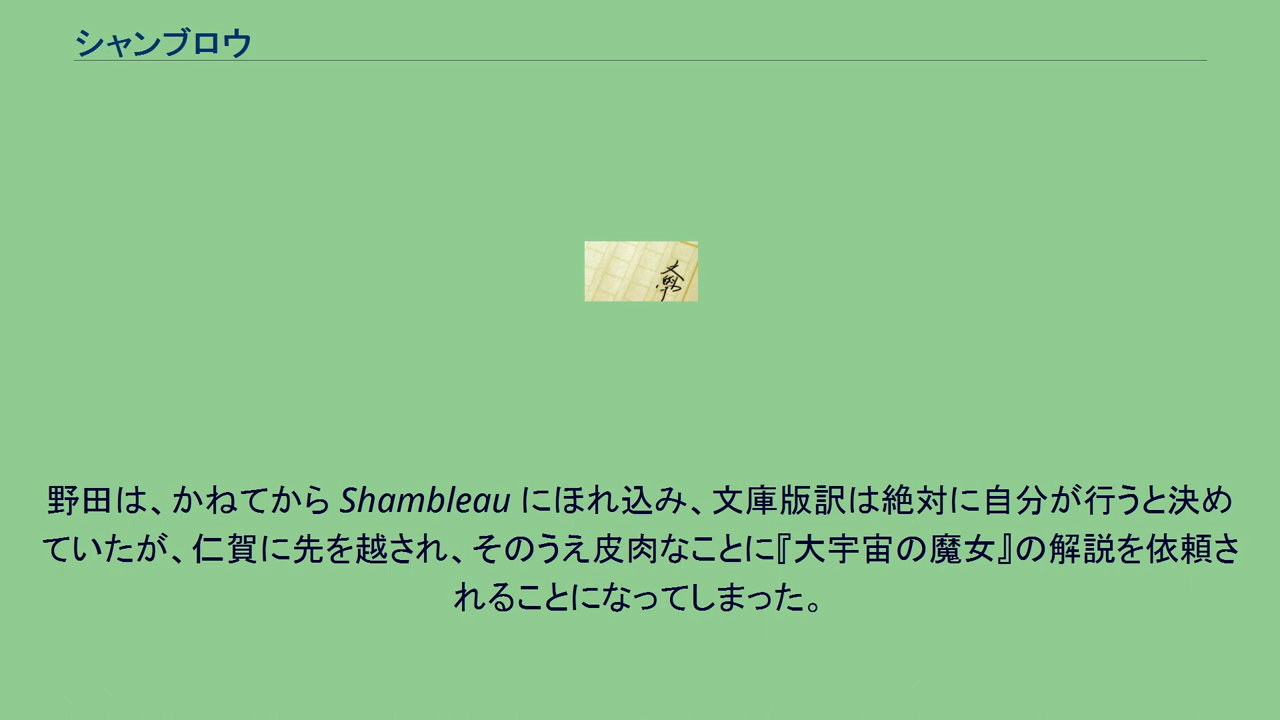 シャンブロウ
野田は、かねてから Shambleau にほれ込み、文庫版訳は絶対に自分が行うと決め
ていたが、仁賀に先を越され、そのうえ皮肉なことに『大宇宙の魔女』の解説を依頼さ
れることになってしまった。